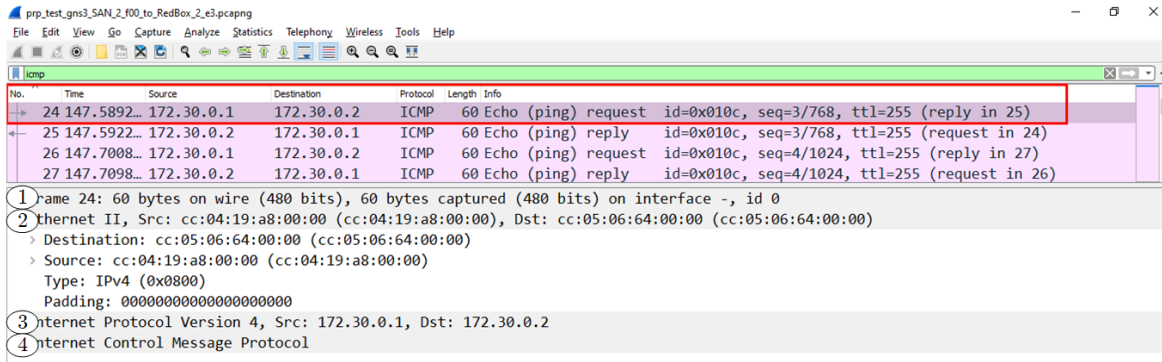 prp_test_gns3_SAN_2_f00_to_RedBox_2_e3.pcapng
File Edit View Go Capture Analyze Statistics Telephony Wireless Tools Help
icmp
No. Time Source Destination Protocol Length Info
24 147.5892… 172.30.0.1 172.30.0.2 ICMP 60 Echo (ping) request id=0x010c, seq=3/768, ttl=255 (reply in 25)
25 147.5922… 172.30.0.2 172.30.0.1 ICMP 60 Echo (ping) reply id=0x010c, seq=3/768, ttl=255 (request in 24)
26 147.7008… 172.30.0.1 172.30.0.2 ICMP 60 Echo (ping) request id=0x010c, seq=4/1024, ttl=255 (reply in 27)
27 147.7098… 172.30.0.2 172.30.0.1 ICMP 60 Echo (ping) reply id=0x010c, seq=4/1024, ttl=255 (request in 26)
1 rame 24: 60 bytes on wire (480 bits), 60 bytes captured (480 bits) on interface -, id 0
2 thernet II, Src: cc:04:19:a8:00:00 (cc:04:19:a8:00:00), Dst: cc:05:06:64:00:00 (cc:05:06:64:00:00)
> Destination: cc:05:06:64:00:00 (cc:05:06:64:00:00)
> Source: cc:04:19:a8:00:00 (cc:04:19:a8:00:00)
Type: IPv4 (0x0800)
Padding: 00000000000000000000
3 nternet Protocol Version 4, Src: 172.30.0.1, Dst: 172.30.0.2
4 nternet Control Message Protocol